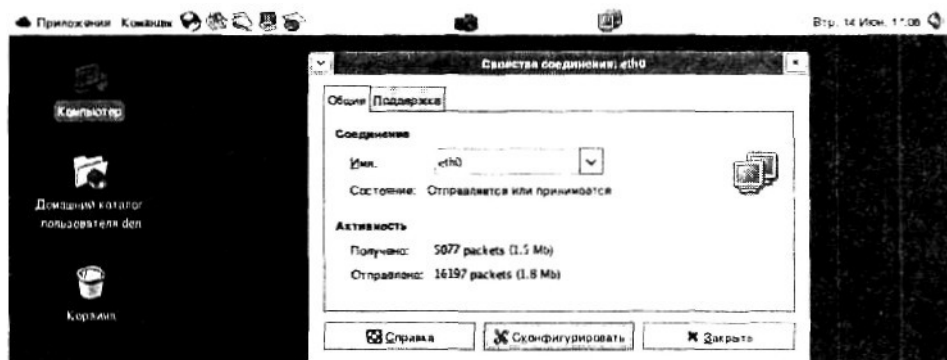 Приложения Команды
Втр, 14 Июн, 11:06
Компьютер
Домашний каталог
пользователя den
Корзина
Свойства соединения: eth0
Общие Поддержка
Соединение
Имя: eth0
Состояние: Отправляется или принимается
Активность
Получено: 5077 packets (1.5 Mb)
Отправлено: 16197 packets (1.8 Mb)
Справка Сконфигурировать Закрыть